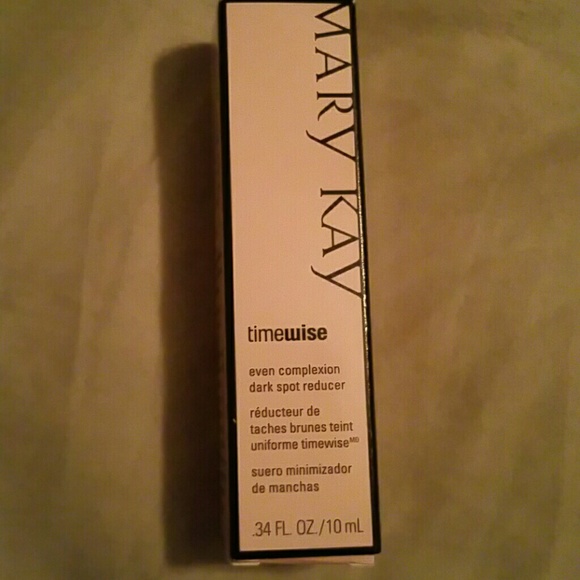 MARY KAY
timewise
even complexion
dark spot reducer
réducteur de
taches brunes teint
uniforme timewiseᴹᴰ
suero minimizador
de manchas
.34 FL. OZ./10 mL